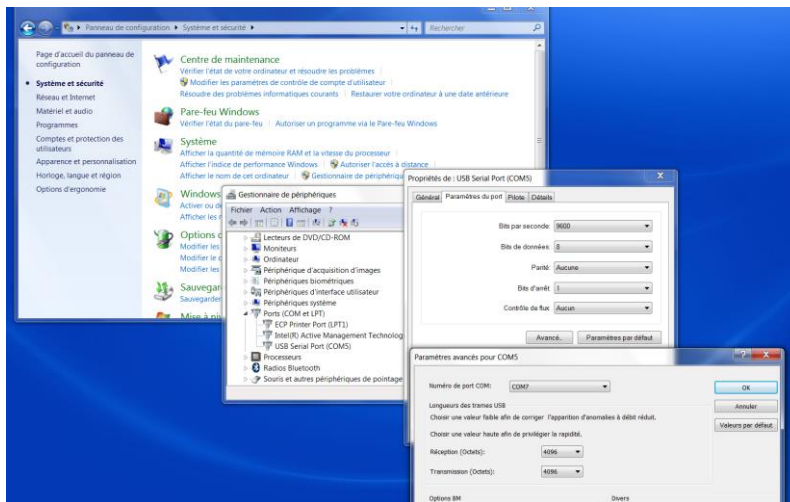 Panneau de configuration ▸ Système et sécurité ▸
Rechercher
Page d'accueil du panneau de
configuration
Système et sécurité
Réseau et Internet
Matériel et audio
Programmes
Comptes et protection des
utilisateurs
Apparence et personnalisation
Horloge, langue et région
Options d'ergonomie
Centre de maintenance
Vérifier l'état de votre ordinateur et résoudre les problèmes
Modifier les paramètres de contrôle de compte d'utilisateur
Résoudre des problèmes informatiques courants
Restaurer votre ordinateur à une date antérieure
Pare-feu Windows
Vérifier l'état du pare-feu
Autoriser un programme via le Pare-feu Windows
Système
Afficher la quantité de mémoire RAM et la vitesse du processeur
Afficher l'indice de performance Windows
Autoriser l'accès à distance
Afficher le nom de cet ordinateur
Gestionnaire de périphériqu
Windows
Activer ou dé
Afficher les
Options d
Modifier les
Modifier le c
Modifier les
Sauvegar
Sauvegarder
Mise à niv
Gestionnaire de périphériques
Fichier Action Affichage ?
Lecteurs de DVD/CD-ROM
Moniteurs
Ordinateur
Périphérique d'acquisition d'images
Périphériques biométriques
Périphériques d'interface utilisateur
Périphériques système
Ports (COM et LPT)
ECP Printer Port (LPT1)
Intel(R) Active Management Technolog
USB Serial Port (COM5)
Processeurs
Radios Bluetooth
Souris et autres périphériques de pointage
Propriétés de : USB Serial Port (COM5)
Général Paramètres du port Pilote Détails
Bits par seconde: 9600
Bits de données: 8
Parité: Aucune
Bits d'arrêt: 1
Contrôle de flux: Aucun
Avancé.. Paramètres par défaut
Paramètres avancés pour COM5
Numéro de port COM: COM7
OK
Longueurs des trames USB
Annuler
Choisir une valeur faible afin de corriger l'apparition d'anomalies à débit réduit.
Valeurs par défaut
Choisir une valeur haute afin de privilégier la rapidité.
Réception (Octets): 4096
Transmission (Octets): 4096
Options BM
Divers